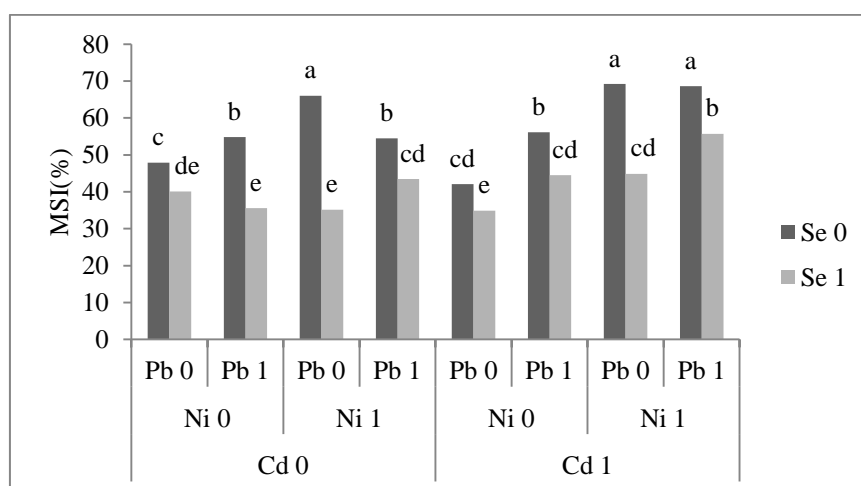 80
70
60
50
40
30
20
10
0
MSI(%)
c
de
b
e
a
e
b
cd
cd
e
b
cd
a
cd
a
b
Se 0
Se 1
Pb 0 Pb 1 Pb 0 Pb 1 Pb 0 Pb 1 Pb 0 Pb 1
Ni 0 Ni 1 Ni 0 Ni 1
Cd 0 Cd 1